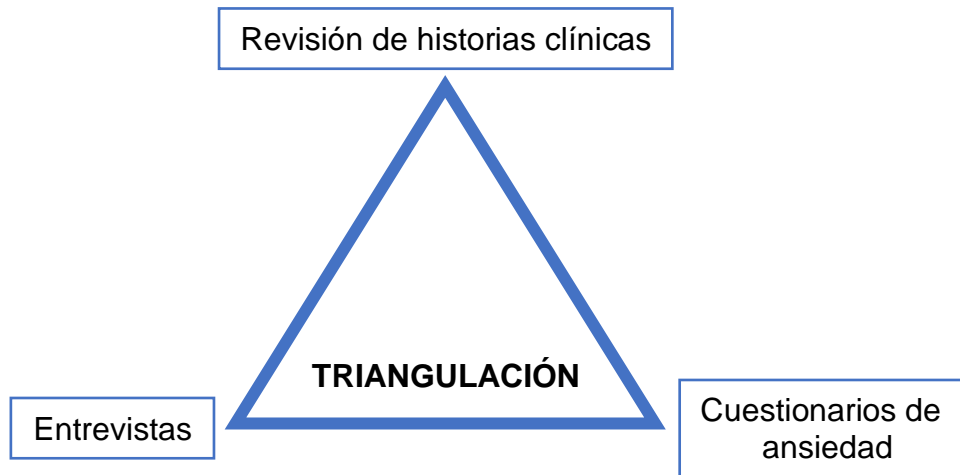 Revisión de historias clínicas
TRIANGULACIÓN
Entrevistas
Cuestionarios de
ansiedad